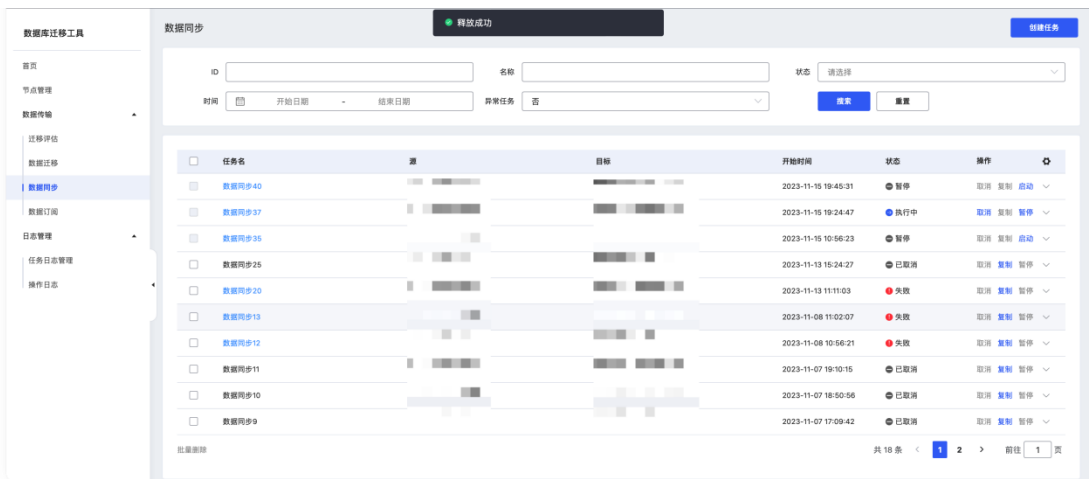 释放成功
数据库迁移工具
数据同步
创建任务
首页
节点管理
数据传输
迁移评估
数据迁移
数据同步
数据订阅
日志管理
任务日志管理
操作日志
ID 名称 状态 请选择
时间 开始日期 - 结束日期 异常任务 否 搜索 重置
任务名 源 目标 开始时间 状态 操作
数据同步40 2023-11-15 19:45:31 暂停 取消 复制 启动
数据同步37 2023-11-15 19:24:47 执行中 取消 复制 暂停
数据同步35 2023-11-15 10:56:23 暂停 取消 复制 启动
数据同步25 2023-11-13 15:24:27 已取消 取消 复制 暂停
数据同步20 2023-11-13 11:11:03 失败 取消 复制 暂停
数据同步13 2023-11-08 11:02:07 失败 取消 复制 暂停
数据同步12 2023-11-08 10:56:21 失败 取消 复制 暂停
数据同步11 2023-11-07 19:10:15 已取消 取消 复制 暂停
数据同步10 2023-11-07 18:50:56 已取消 取消 复制 暂停
数据同步9 2023-11-07 17:09:42 已取消 取消 复制 暂停
批量删除 共 18 条 1 2 前往 1 页